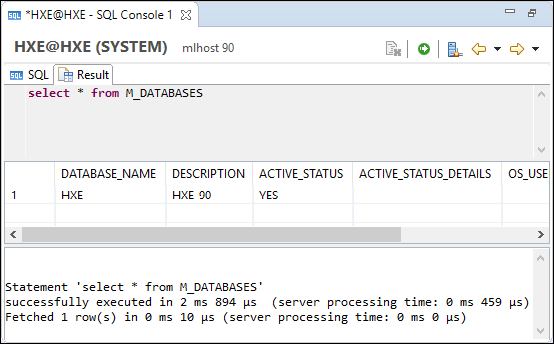 *HXE@HXE - SQL Console 1
HXE@HXE (SYSTEM) mlhost 90
SQL Result
select * from M_DATABASES
DATABASE_NAME DESCRIPTION ACTIVE_STATUS ACTIVE_STATUS_DETAILS OS_USE
1 HXE HXE 90 YES
Statement 'select * from M_DATABASES'
successfully executed in 2 ms 894 µs (server processing time: 0 ms 459 µs)
Fetched 1 row(s) in 0 ms 10 µs (server processing time: 0 ms 0 µs)